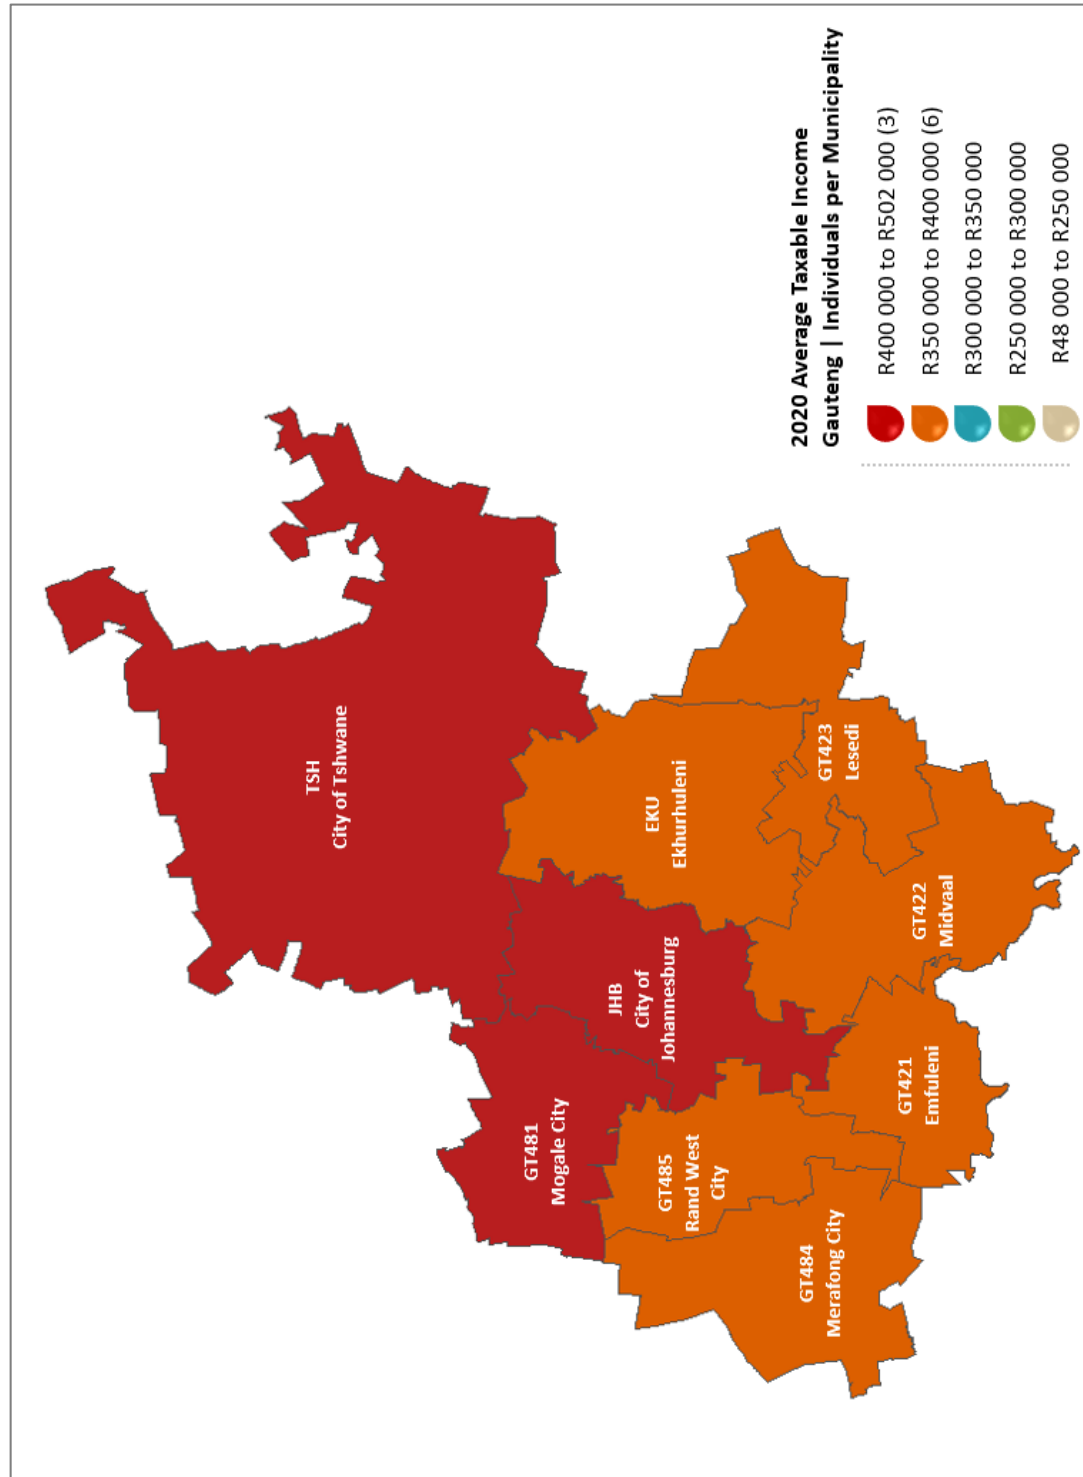 2020 Average Taxable Income
Gauteng | Individuals per Municipality
R400 000 to R502 000 (3)
R350 000 to R400 000 (6)
R300 000 to R350 000
R250 000 to R300 000
R48 000 to R250 000
TSH
City of Tshwane
GT481
Mogale City
JHB
City of
Johannesburg
EKU
Ekhurhuleni
GT485
Rand West
City
GT484
Merafong City
GT423
Lesedi
GT421
Emfuleni
GT422
Midvaal